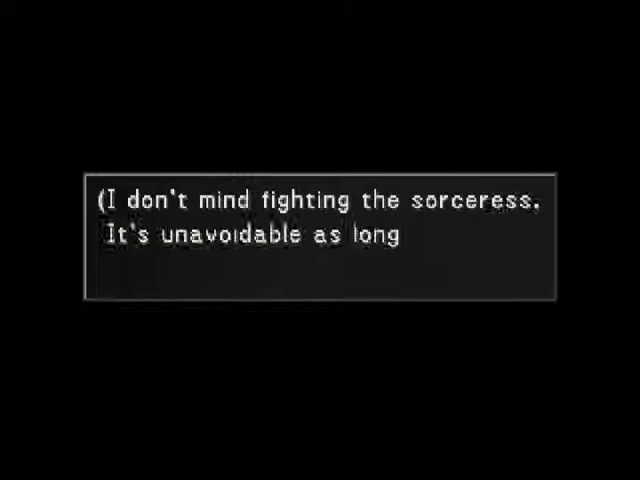 (I don't mind fighting the sorceress.
It's unavoidable as long